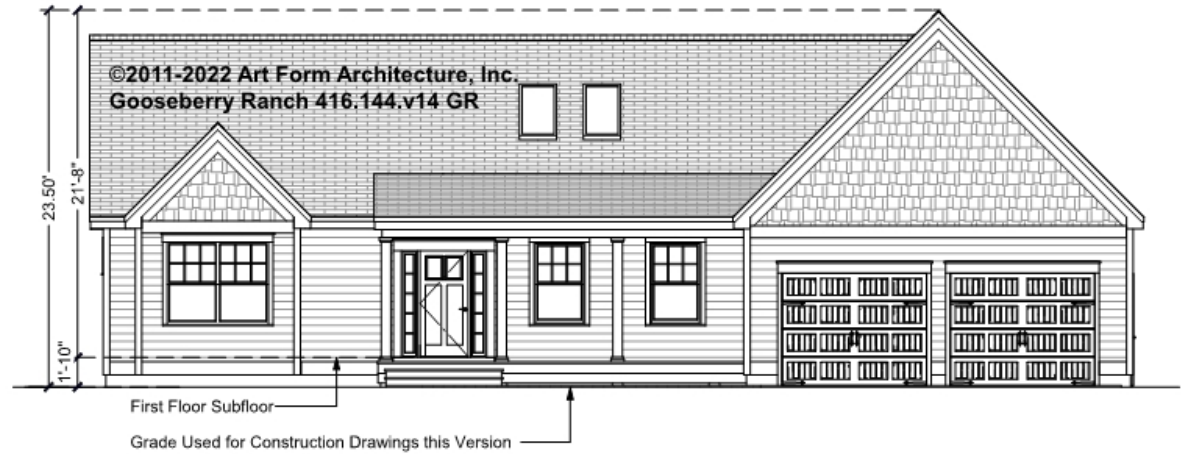 ©2011-2022 Art Form Architecture, Inc.
Gooseberry Ranch 416.144.v14 GR
23.50'
21'-8"
1'-10"
First Floor Subfloor
Grade Used for Construction Drawings this Version